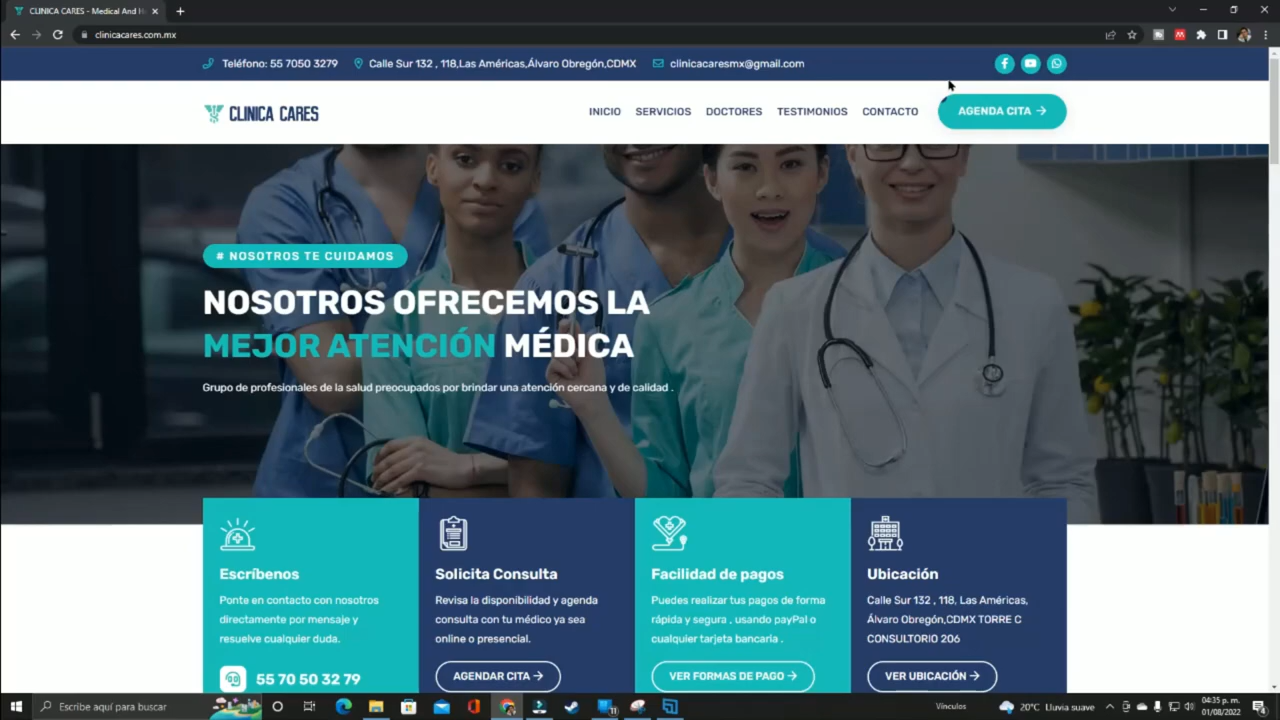 CLINICA CARES - Medical And H
clinicacares.com.mx
Teléfono: 55 7050 3279
Calle Sur 132 , 118,Las Américas,Álvaro Obregón,CDMX
clinicacaresmx@gmail.com
CLINICA CARES
INICIO
SERVICIOS
DOCTORES
TESTIMONIOS
CONTACTO
AGENDA CITA →
# NOSOTROS TE CUIDAMOS
NOSOTROS OFRECEMOS LA
MEJOR ATENCIÓN MÉDICA
Grupo de profesionales de la salud preocupados por brindar una atención cercana y de calidad .
Escríbenos
Ponte en contacto con nosotros
directamente por mensaje y
resuelve cualquier duda.
55 70 50 32 79
Solicita Consulta
Revisa la disponibilidad y agenda
consulta con tu médico ya sea
online o presencial.
AGENDAR CITA →
Facilidad de pagos
Puedes realizar tus pagos de forma
rápida y segura , usando payPal o
cualquier tarjeta bancaria .
VER FORMAS DE PAGO →
Ubicación
Calle Sur 132 , 118, Las Américas,
Álvaro Obregón,CDMX TORRE C
CONSULTORIO 206
VER UBICACIÓN →
Escribe aquí para buscar
Vínculos
20°C Lluvia suave
04:35 p. m.
01/08/2022